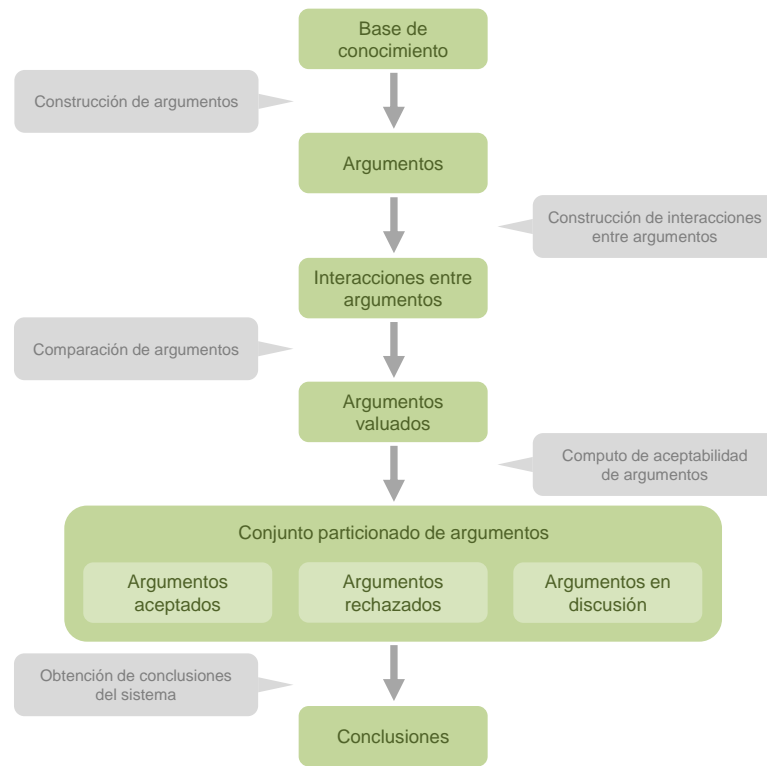 Base de
conocimiento
Construcción de argumentos
Argumentos
Construcción de interacciones
entre argumentos
Interacciones entre
argumentos
Comparación de argumentos
Argumentos
valuados
Computo de aceptabilidad
de argumentos
Conjunto particionado de argumentos
Argumentos
aceptados
Argumentos
rechazados
Argumentos en
discusión
Obtención de conclusiones
del sistema
Conclusiones